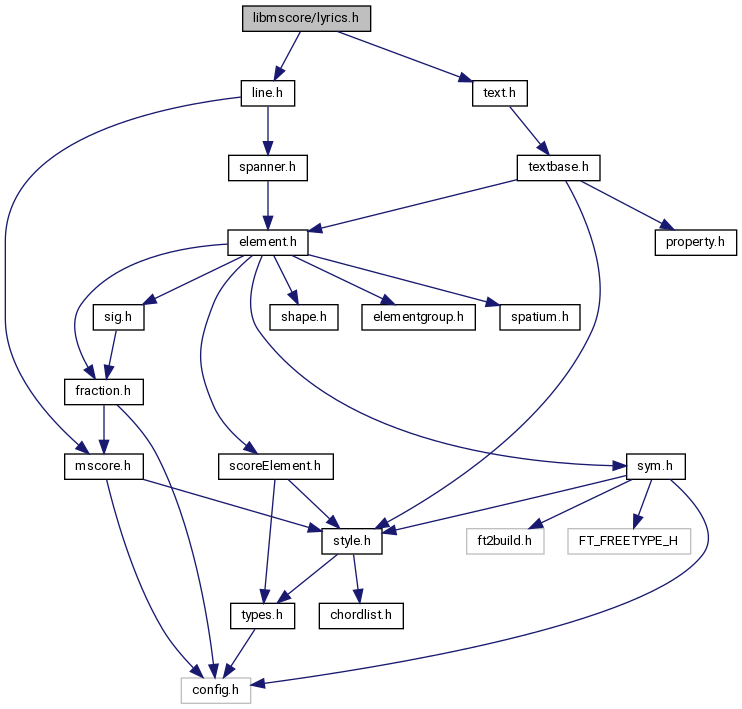 libmscore/lyrics.h
line.h
text.h
spanner.h
textbase.h
element.h
property.h
sig.h
shape.h
elementgroup.h
spatium.h
fraction.h
mscore.h
scoreElement.h
sym.h
style.h
ft2build.h
FT_FREETYPE_H
types.h
chordlist.h
config.h